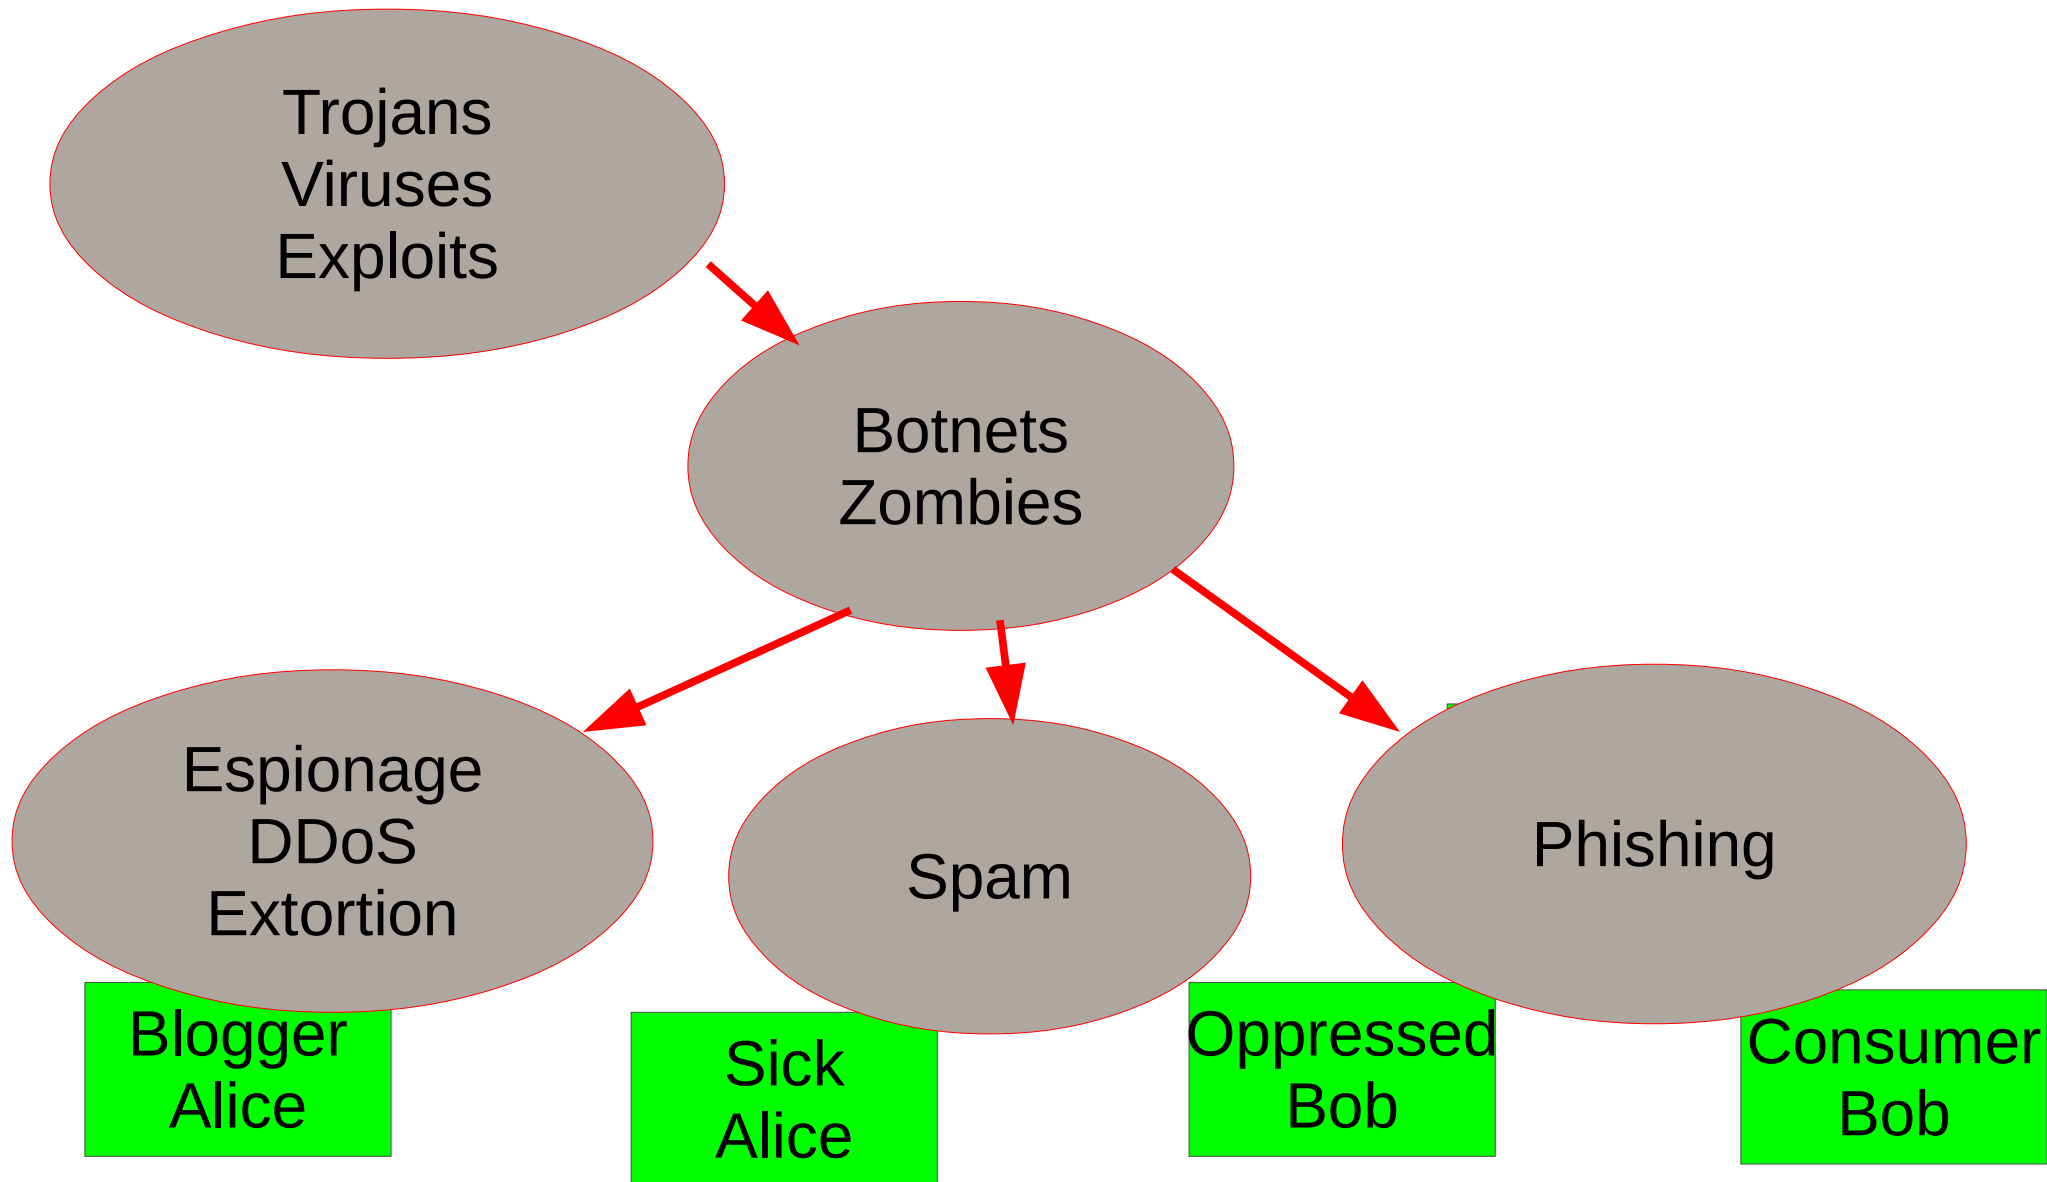 Trojans
Viruses
Exploits
Botnets
Zombies
Espionage
DDoS
Extortion
Spam
Phishing
Blogger
Alice
Sick
Alice
Oppressed
Bob
Consumer
Bob